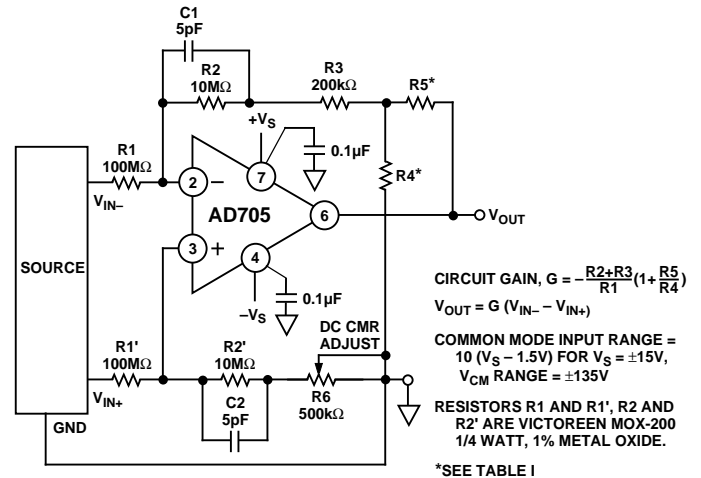 C1
5pF
R2
10MΩ
R3
200kΩ
R5*
+VS
0.1µF
R4*
R1
100MΩ
VIN–
2
–
7
AD705
6
VOUT
3
+
4
SOURCE
–VS
0.1µF
DC CMR
ADJUST
R1'
100MΩ
R2'
10MΩ
VIN+
C2
5pF
R6
500kΩ
GND
CIRCUIT GAIN, G = – R2+R3/R1 (1+ R5/R4)
VOUT = G (VIN– – VIN+)
COMMON MODE INPUT RANGE =
10 (VS – 1.5V) FOR VS = ±15V,
VCM RANGE = ±135V
RESISTORS R1 AND R1', R2 AND
R2' ARE VICTOREEN MOX-200
1/4 WATT, 1% METAL OXIDE.
*SEE TABLE I